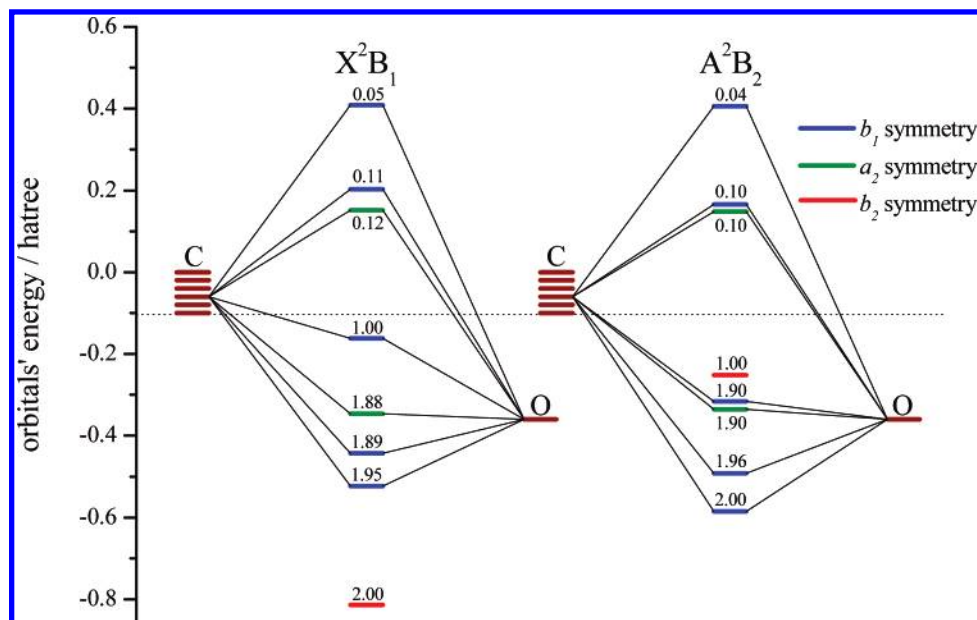 X²B₁
A²B₂
0.6
0.4
0.2
0.0
-0.2
-0.4
-0.6
-0.8
orbitals' energy / hatree
C
0.05
0.11
0.12
1.00
1.88
1.89
1.95
2.00
O
C
0.04
0.10
0.10
1.00
1.90
1.90
1.96
2.00
O
b₁ symmetry
a₂ symmetry
b₂ symmetry